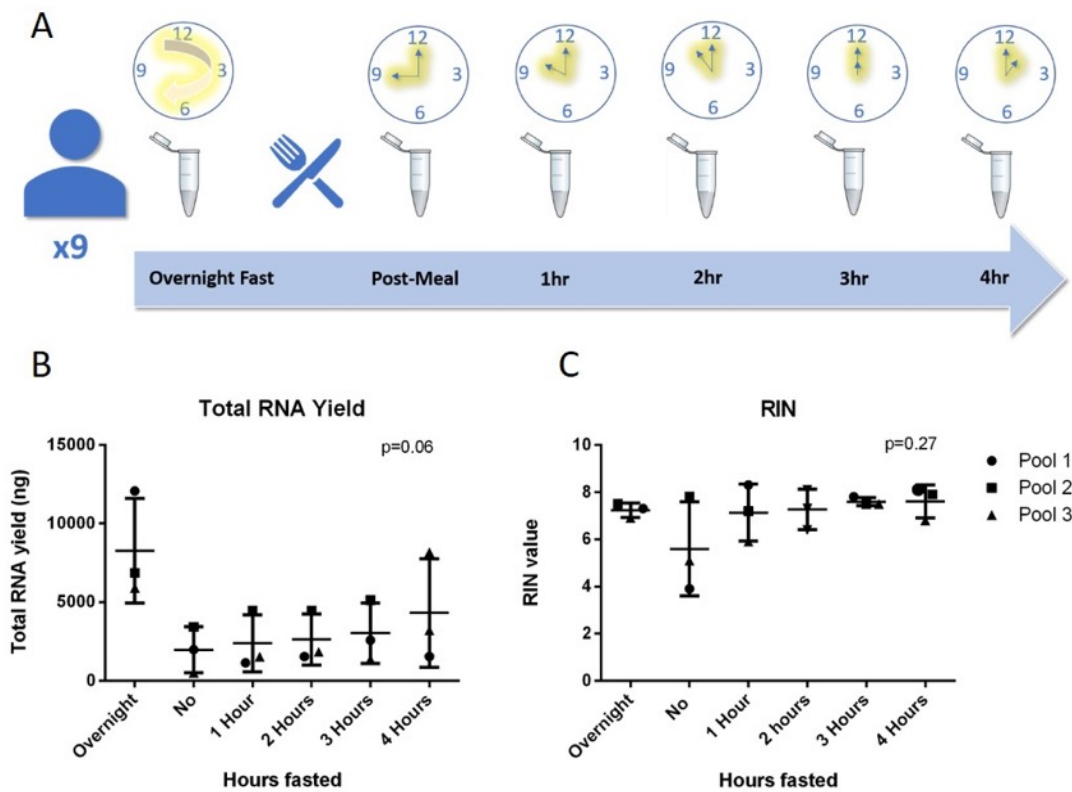 A
12
9
3
6
12
9
3
6
12
9
3
6
12
9
3
6
12
9
3
6
12
9
3
6
x9
Overnight Fast
Post-Meal
1hr
2hr
3hr
4hr
B
Total RNA Yield
p=0.06
Total RNA yield (ng)
15000
10000
5000
0
Overnight
No
1 Hour
2 Hours
3 Hours
4 Hours
Hours fasted
C
RIN
p=0.27
RIN value
10
8
6
4
2
0
Overnight
No
1 Hour
2 hours
3 Hours
4 Hours
Hours fasted
Pool 1
Pool 2
Pool 3